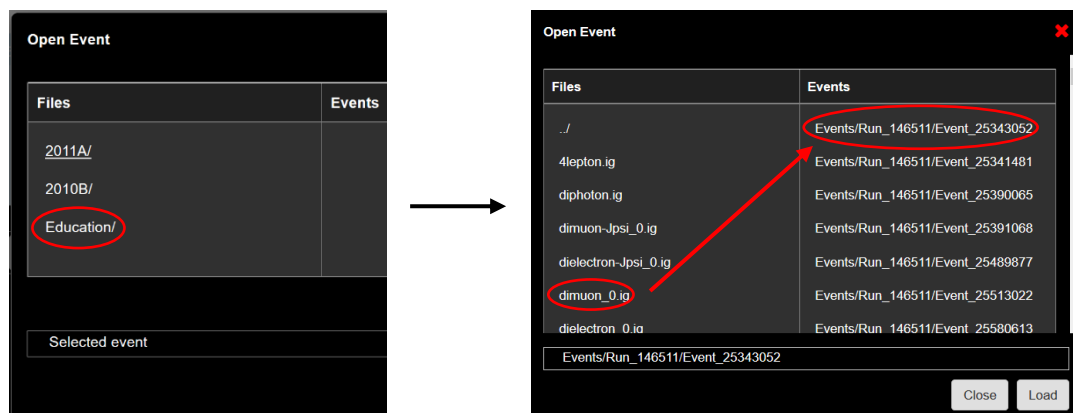 Open Event
Files Events
2011A/
2010B/
Education/
Selected event
Open Event
Files Events
../ Events/Run_146511/Event_25343052
4lepton.ig Events/Run_146511/Event_25341481
diphoton.ig Events/Run_146511/Event_25390065
dimuon-Jpsi_0.ig Events/Run_146511/Event_25391068
dielectron-Jpsi_0.ig Events/Run_146511/Event_25489877
dimuon_0.ig Events/Run_146511/Event_25513022
dielectron_0.ig Events/Run_146511/Event_25580613
Events/Run_146511/Event_25343052
Close Load